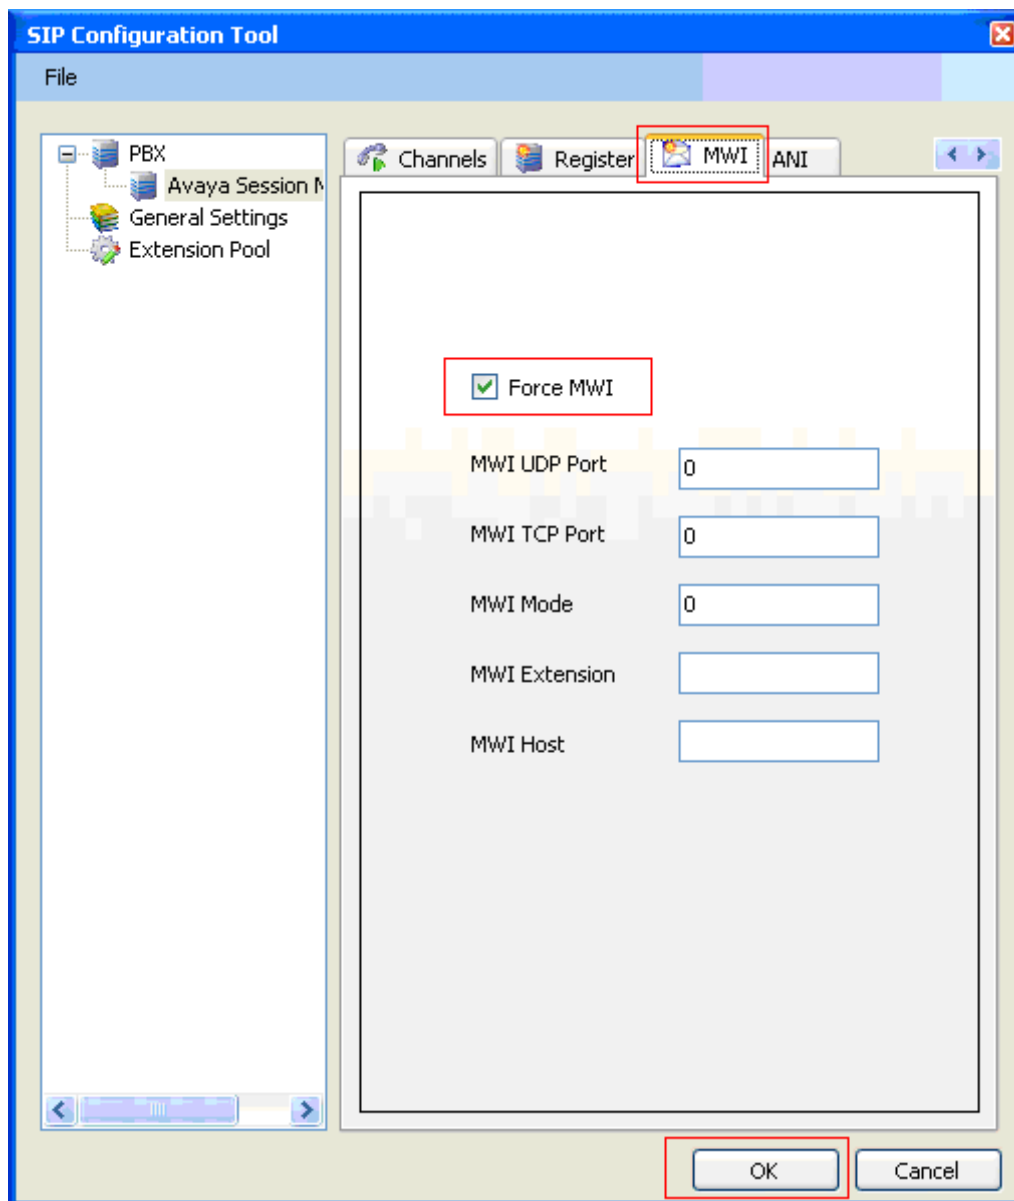 SIP Configuration Tool
File
PBX
Avaya Session M
General Settings
Extension Pool
Channels
Register
MWI
ANI
Force MWI
MWI UDP Port
0
MWI TCP Port
0
MWI Mode
0
MWI Extension
MWI Host
OK
Cancel